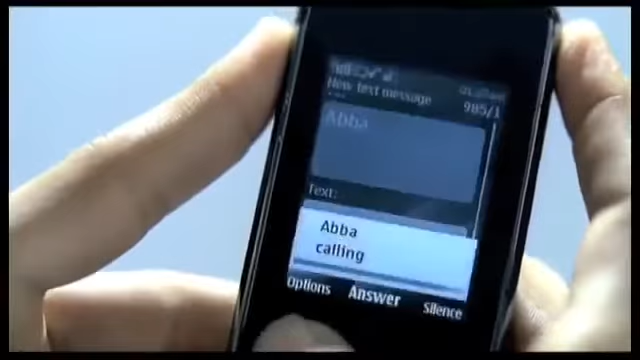 New text message
985/1
Abba
Text:
Abba
calling
Options Answer Silence